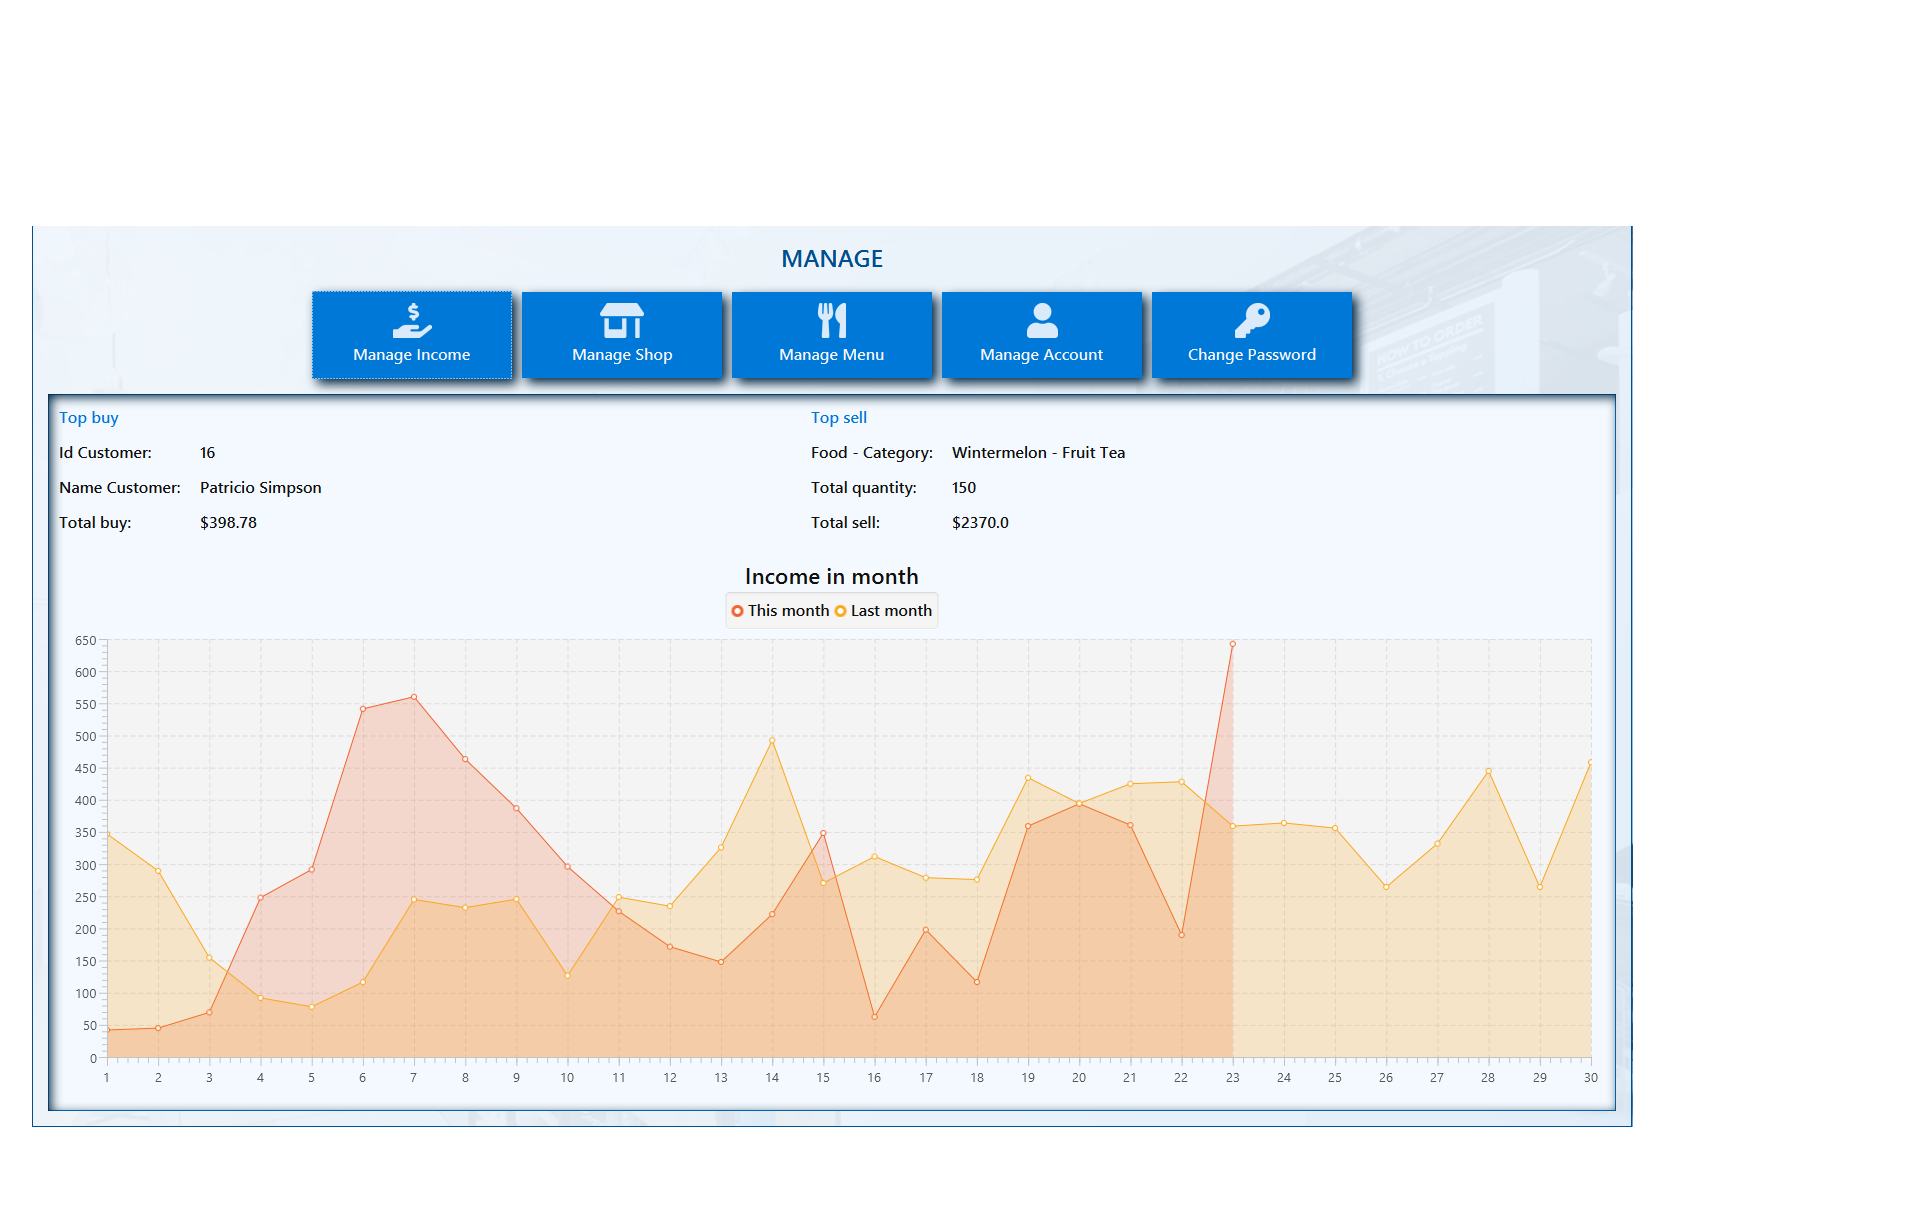 MANAGE
Manage Income
Manage Shop
Manage Menu
Manage Account
Change Password
HOW TO ORDER
Top buy
Id Customer: 16
Name Customer: Patricio Simpson
Total buy: $398.78
Top sell
Food - Category: Wintermelon - Fruit Tea
Total quantity: 150
Total sell: $2370.0
Income in month
This month Last month
650
600
550
500
450
400
350
300
250
200
150
100
50
0
1 2 3 4 5 6 7 8 9 10 11 12 13 14 15 16 17 18 19 20 21 22 23 24 25 26 27 28 29 30